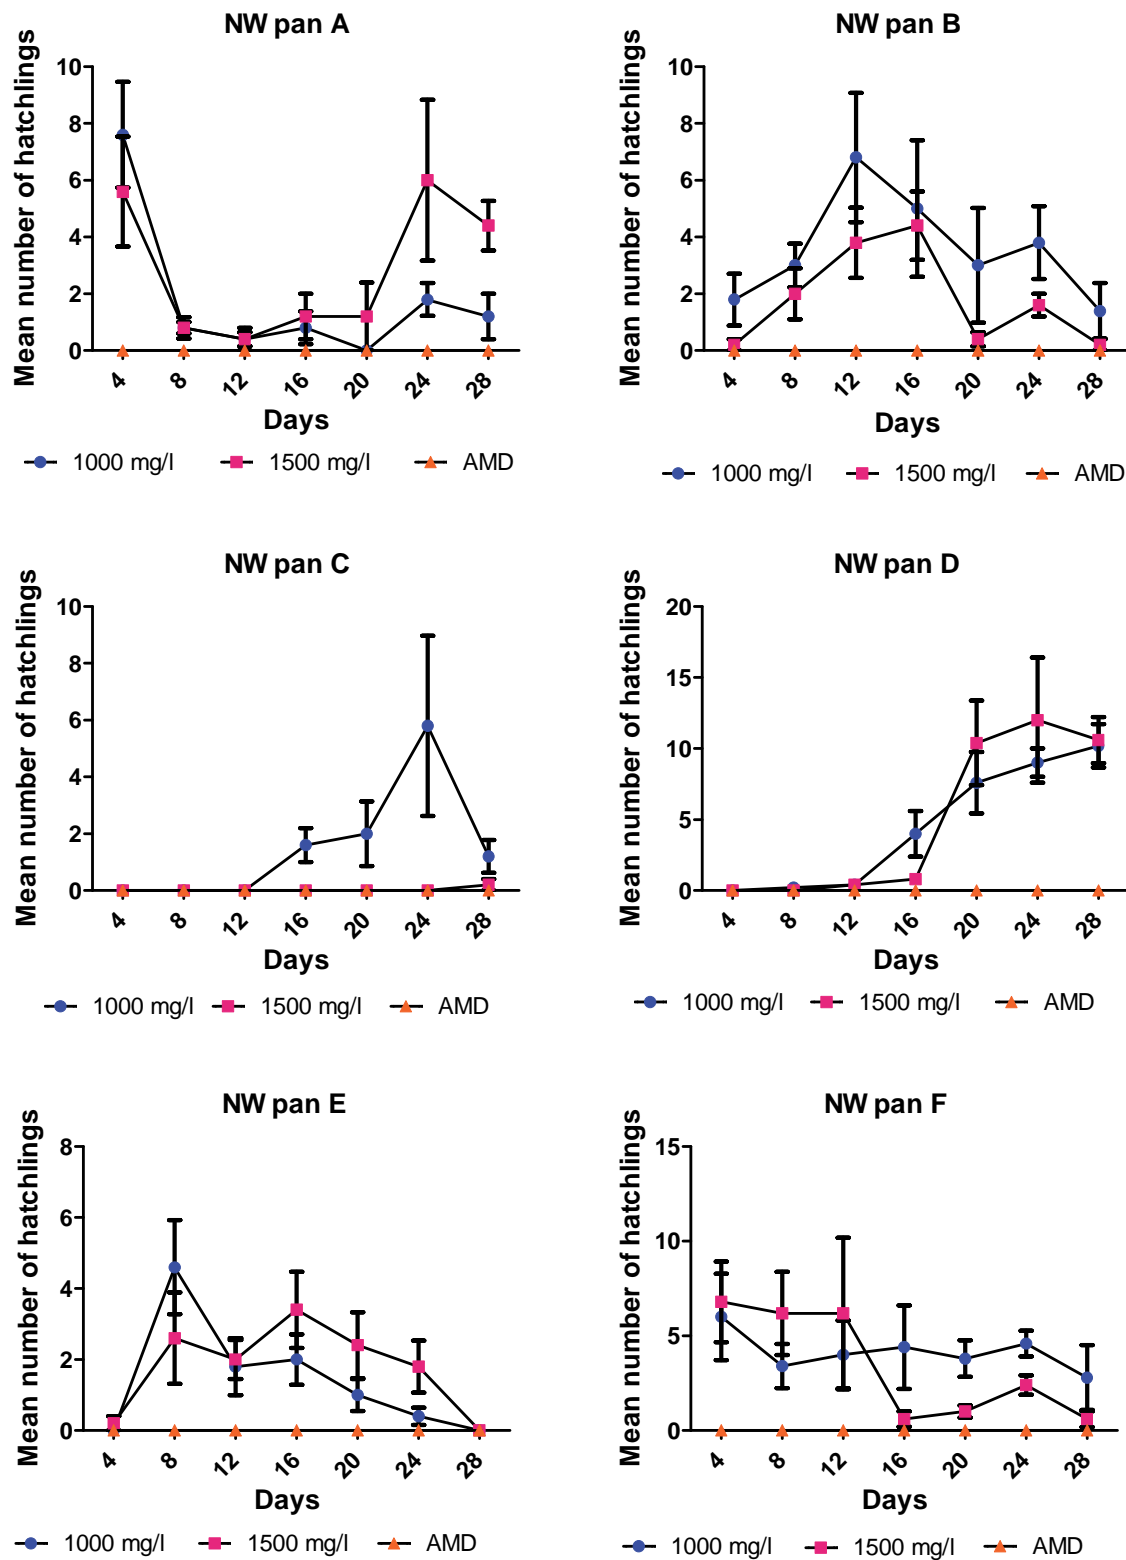 NW pan A
Mean number of hatchlings
10
8
6
4
2
0
4 8 12 16 20 24 28
Days
1000 mg/l 1500 mg/l AMD
NW pan B
Mean number of hatchlings
10
8
6
4
2
0
4 8 12 16 20 24 28
Days
1000 mg/l 1500 mg/l AMD
NW pan C
Mean number of hatchlings
10
8
6
4
2
0
4 8 12 16 20 24 28
Days
1000 mg/l 1500 mg/l AMD
NW pan D
Mean number of hatchlings
20
15
10
5
0
4 8 12 16 20 24 28
Days
1000 mg/l 1500 mg/l AMD
NW pan E
Mean number of hatchlings
8
6
4
2
0
4 8 12 16 20 24 28
Days
1000 mg/l 1500 mg/l AMD
NW pan F
Mean number of hatchlings
15
10
5
0
4 8 12 16 20 24 28
Days
1000 mg/l 1500 mg/l AMD